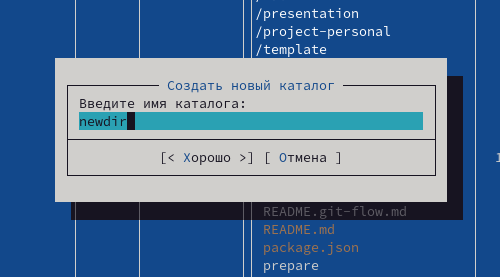 /presentation
/project-personal
/template
Создать новый каталог
Введите имя каталога:
newdir
[< Хорошо >] [ Отмена ]
README.git-flow.md
README.md
package.json
prepare